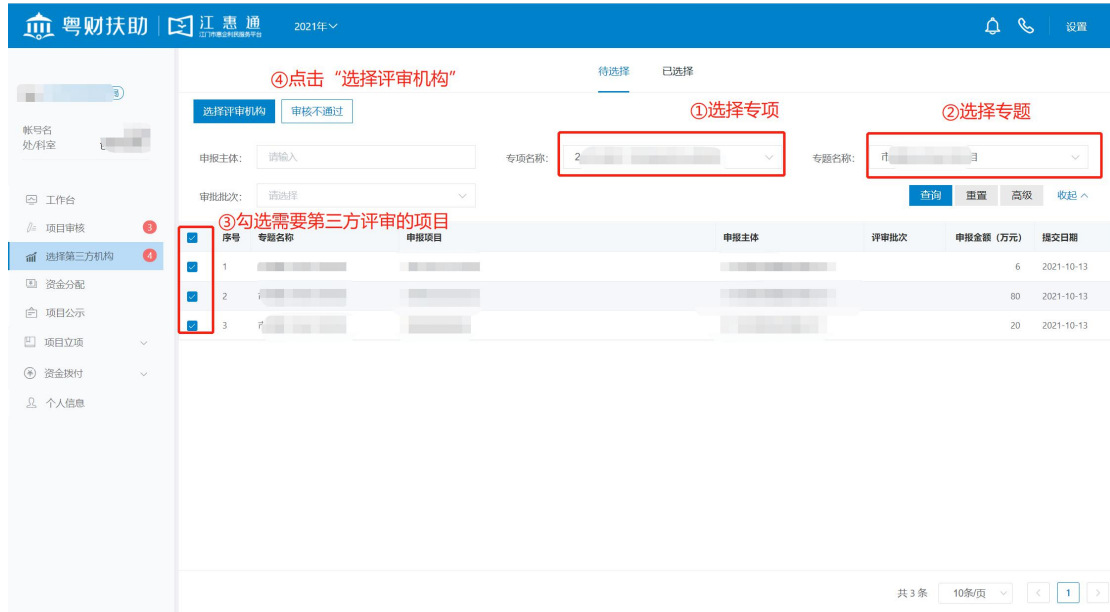 粤财扶助 江惠通 2021年 设置
江门市惠企利民服务平台
④点击“选择评审机构”
待选择 已选择
选择评审机构 审核不通过
①选择专项
②选择专题
帐号名
处/科室
申报主体: 请输入 专项名称: 2 专题名称: 市 目
审批批次: 请选择 查询 重置 高级 收起
③勾选需要第三方评审的项目
序号 专题名称 申报项目 申报主体 评审批次 申报金额 (万元) 提交日期
1 6 2021-10-13
2 80 2021-10-13
3 市 20 2021-10-13
工作台
项目审核 3
选择第三方机构 4
资金分配
项目公示
项目立项
资金拨付
个人信息
共 3 条 10条/页 1